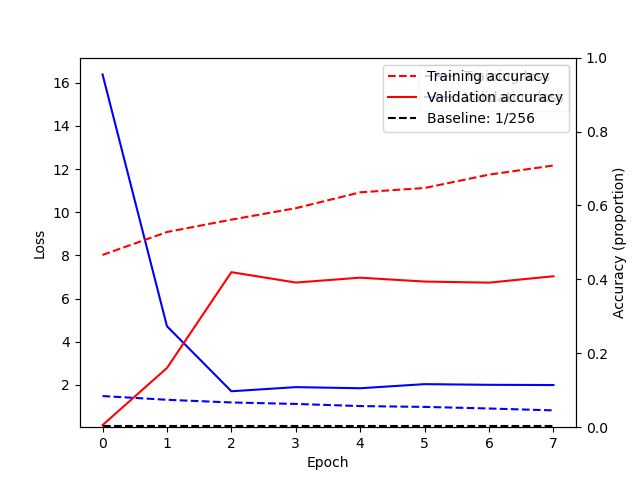 Training accuracy
Validation accuracy
Baseline: 1/256
16
14
12
10
8
6
4
2
Loss
1.0
0.8
0.6
0.4
0.2
0.0
Accuracy (proportion)
0 1 2 3 4 5 6 7
Epoch